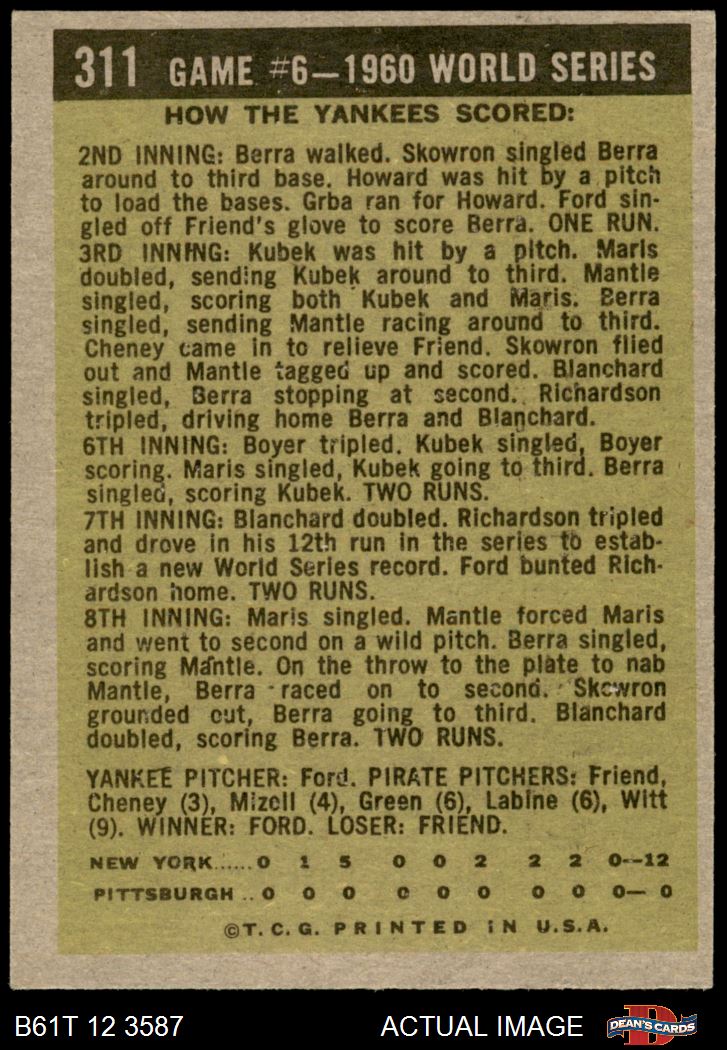 311 GAME #6—1960 WORLD SERIES
HOW THE YANKEES SCORED:
2ND INNING: Berra walked. Skowron singled Berra
around to third base. Howard was hit by a pitch
to load the bases. Grba ran for Howard. Ford sin-
gled off Friend's glove to score Berra. ONE RUN.
3RD INNING: Kubek was hit by a pitch. Maris
doubled, sending Kubek around to third. Mantle
singled, scoring both Kubek and Maris. Berra
singled, sending Mantle racing around to third.
Cheney came in to relieve Friend. Skowron flied
out and Mantle tagged up and scored. Blanchard
singled, Berra stopping at second. Richardson
tripled, driving home Berra and Blanchard.
6TH INNING: Boyer tripled. Kubek singled, Boyer
scoring. Maris singled, Kubek going to third. Berra
singled, scoring Kubek. TWO RUNS.
7TH INNING: Blanchard doubled. Richardson tripled
and drove in his 12th run in the series to estab-
lish a new World Series record. Ford bunted Rich-
ardson home. TWO RUNS.
8TH INNING: Maris singled. Mantle forced Maris
and went to second on a wild pitch. Berra singled,
scoring Mantle. On the throw to the plate to nab
Mantle, Berra raced on to second. Skowron
grounded out, Berra going to third. Blanchard
doubled, scoring Berra. TWO RUNS.
YANKEE PITCHER: Ford. PIRATE PITCHERS: Friend,
Cheney (3), Mizell (4), Green (6), Labine (6), Witt
(9). WINNER: FORD. LOSER: FRIEND.
NEW YORK......0 1 5 0 0 2 2 2 0--12
PITTSBURGH ..0 0 0 0 0 0 0 0 0— 0
©T. C. G. PRINTED IN U.S.A.
B61T 12 3587 ACTUAL IMAGE D DEAN'S CARDS